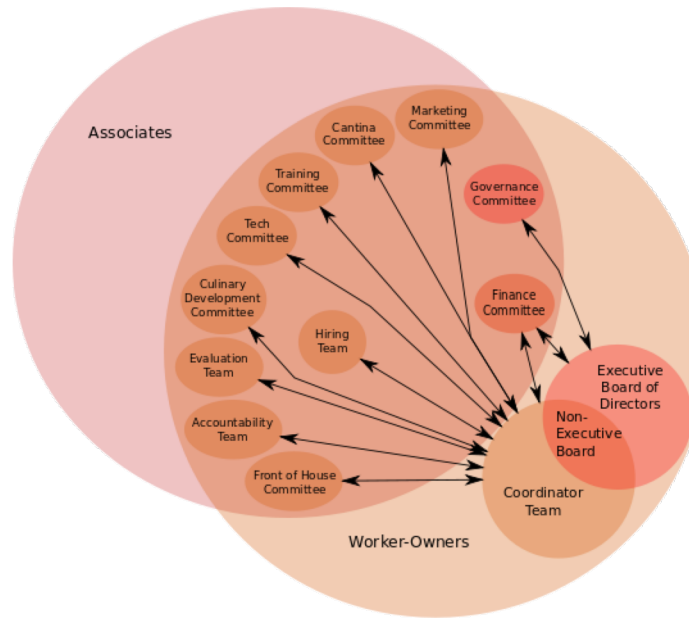 Marketing
Committee
Cantina
Committee
Associates
Training
Committee
Governance
Committee
Tech
Committee
Culinary
Development
Committee
Finance
Committee
Hiring
Team
Evaluation
Team
Executive
Board of
Directors
Non-
Executive
Board
Accountability
Team
Front of House
Committee
Coordinator
Team
Worker-Owners